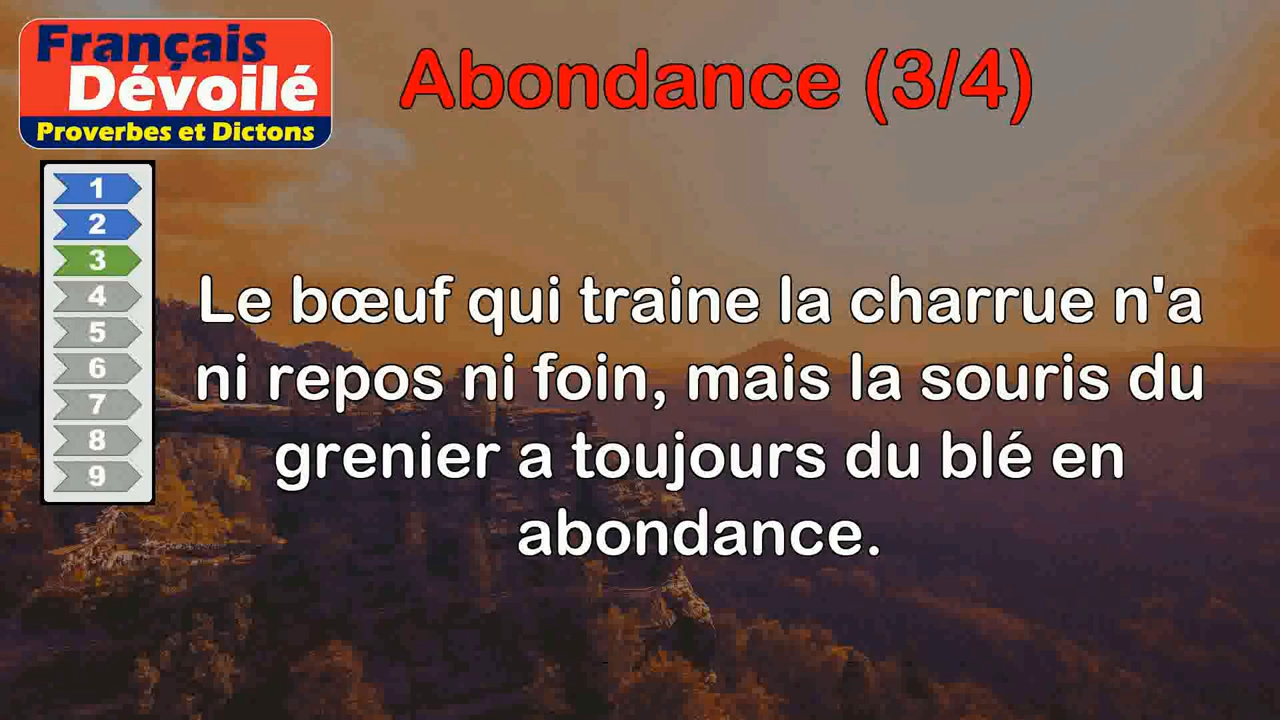 Français
Dévoilé
Proverbes et Dictons
Abondance (3/4)
1
2
3
4
5
6
7
8
9
Le bœuf qui traine la charrue n'a
ni repos ni foin, mais la souris du
grenier a toujours du blé en
abondance.